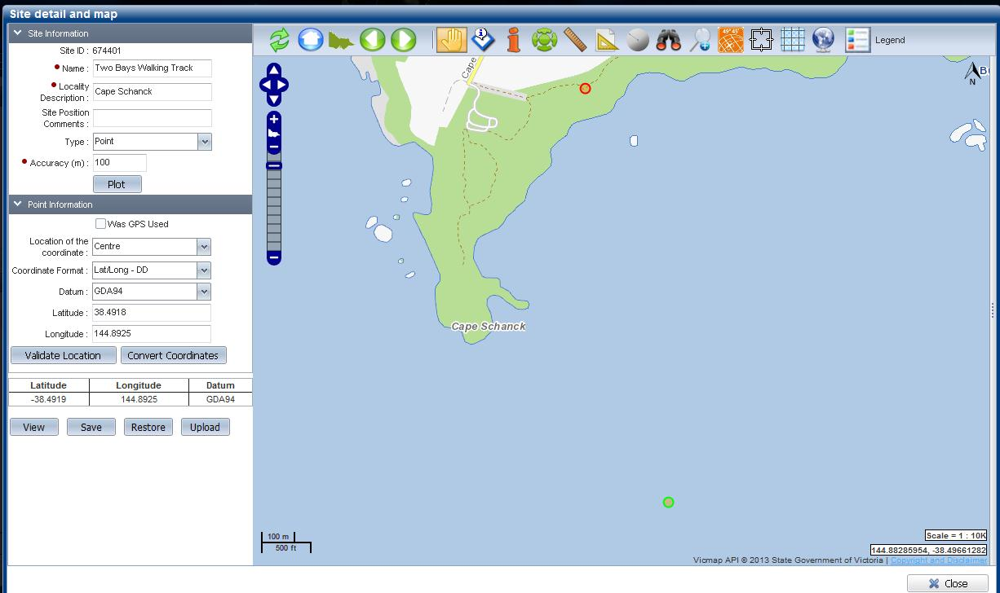 Site detail and map
Site Information
Site ID : 674401
Name : Two Bays Walking Track
Locality
Description : Cape Schanck
Site Position
Comments :
Type : Point
Accuracy (m) : 100
Plot
Point Information
Was GPS Used
Location of the
coordinate : Centre
Coordinate Format : Lat/Long - DD
Datum : GDA94
Latitude : 38.4918
Longitude : 144.8925
Validate Location Convert Coordinates
Latitude Longitude Datum
-38.4919 144.8925 GDA94
View Save Restore Upload
49°45'
Legend
Cape
N
Cape Schanck
100 m
500 ft
Scale = 1 : 10K
144.88285954, -38.49661282
Vicmap API © 2013 State Government of Victoria | Copyright and Disclaimer
Close